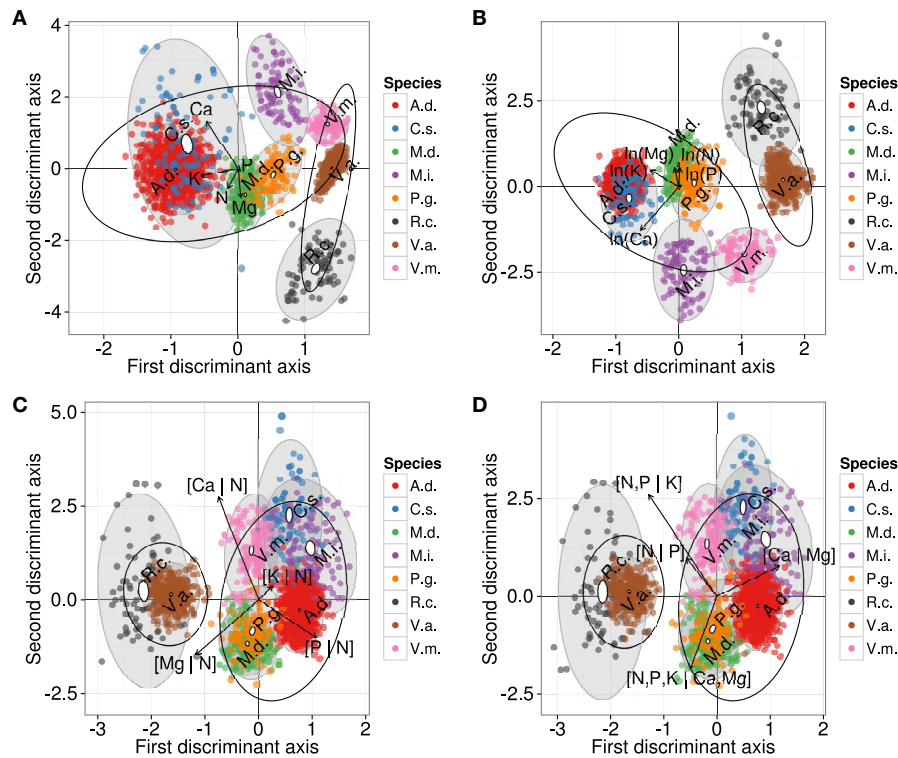 A
Second discriminant axis
4
2
0
-2
-4
-2
-1
0
1
First discriminant axis
C.s.
Ca
M.i.
V.m.
A.d.
K
N
P
Mg
M.d.
P.g.
V.a.
R.c.
Species
A.d.
C.s.
M.d.
M.i.
P.g.
R.c.
V.a.
V.m.
B
Second discriminant axis
2.5
0.0
-2.5
-2
-1
0
1
2
First discriminant axis
M.d.
R.c.
ln(Mg)
ln(N)
ln(K)
ln(P)
A.d.
C.s.
P.g.
V.a.
ln(Ca)
M.i.
V.m.
Species
A.d.
C.s.
M.d.
M.i.
P.g.
R.c.
V.a.
V.m.
C
Second discriminant axis
5.0
2.5
0.0
-2.5
-3
-2
-1
0
1
2
First discriminant axis
[Ca | N]
C.s.
V.m.
M.i.
R.c.
[K | N]
V.a.
A.d.
P.g.
M.d.
[P | N]
[Mg | N]
Species
A.d.
C.s.
M.d.
M.i.
P.g.
R.c.
V.a.
V.m.
D
Second discriminant axis
2.5
0.0
-2.5
-3
-2
-1
0
1
2
First discriminant axis
[N,P | K]
C.s.
V.m.
M.i.
[N | P]
[Ca | Mg]
R.c.
V.a.
P.g.
A.d.
M.d.
[N,P,K | Ca,Mg]
Species
A.d.
C.s.
M.d.
M.i.
P.g.
R.c.
V.a.
V.m.